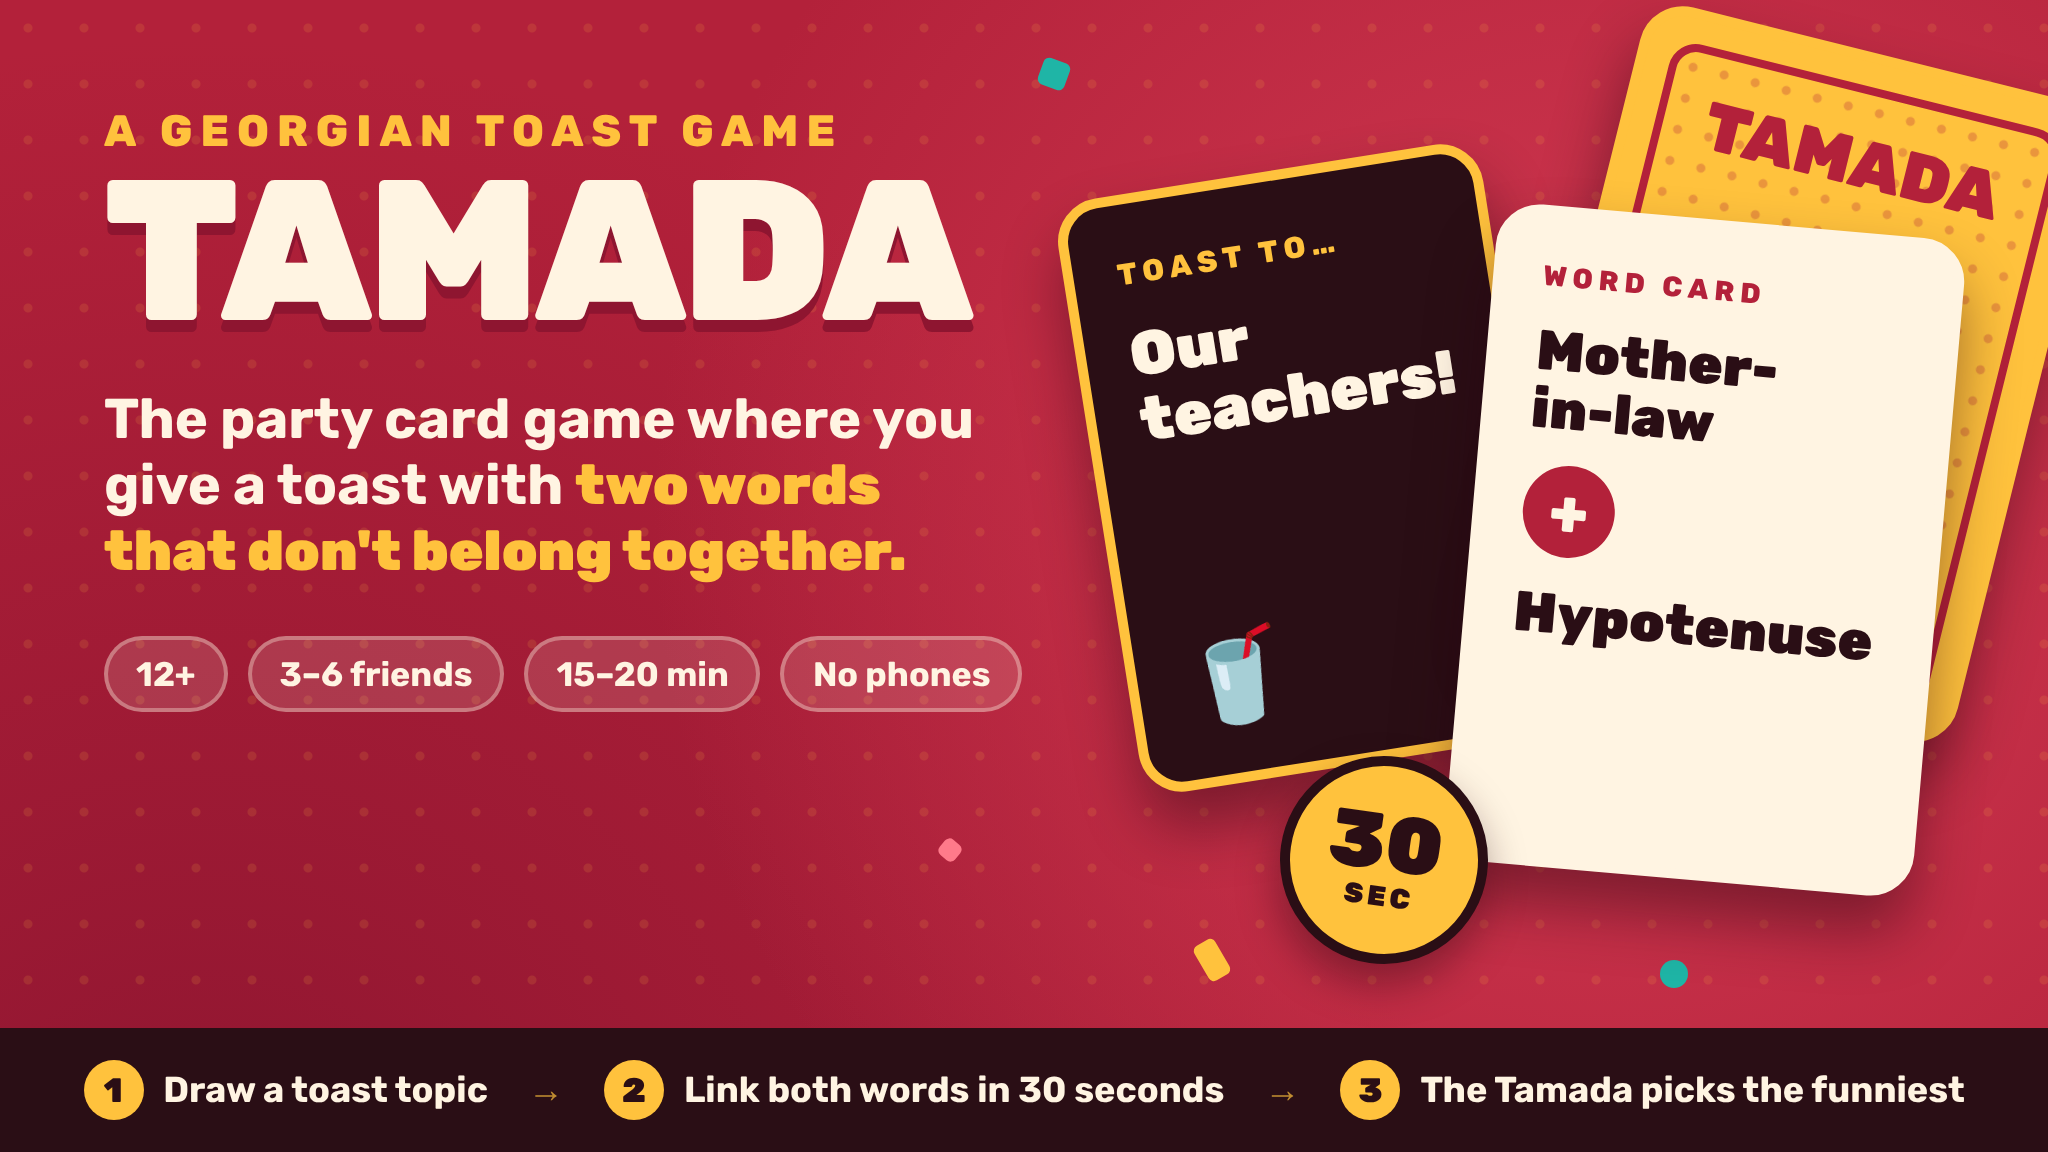 A GEORGIAN TOAST GAME
TAMADA
The party card game where you
give a toast with two words
that don't belong together.
12+
3–6 friends
15–20 min
No phones
TOAST TO…
Our
teachers!
TAMADA
WORD CARD
Mother-
in-law
+
Hypotenuse
30
SEC
1 Draw a toast topic → 2 Link both words in 30 seconds → 3 The Tamada picks the funniest